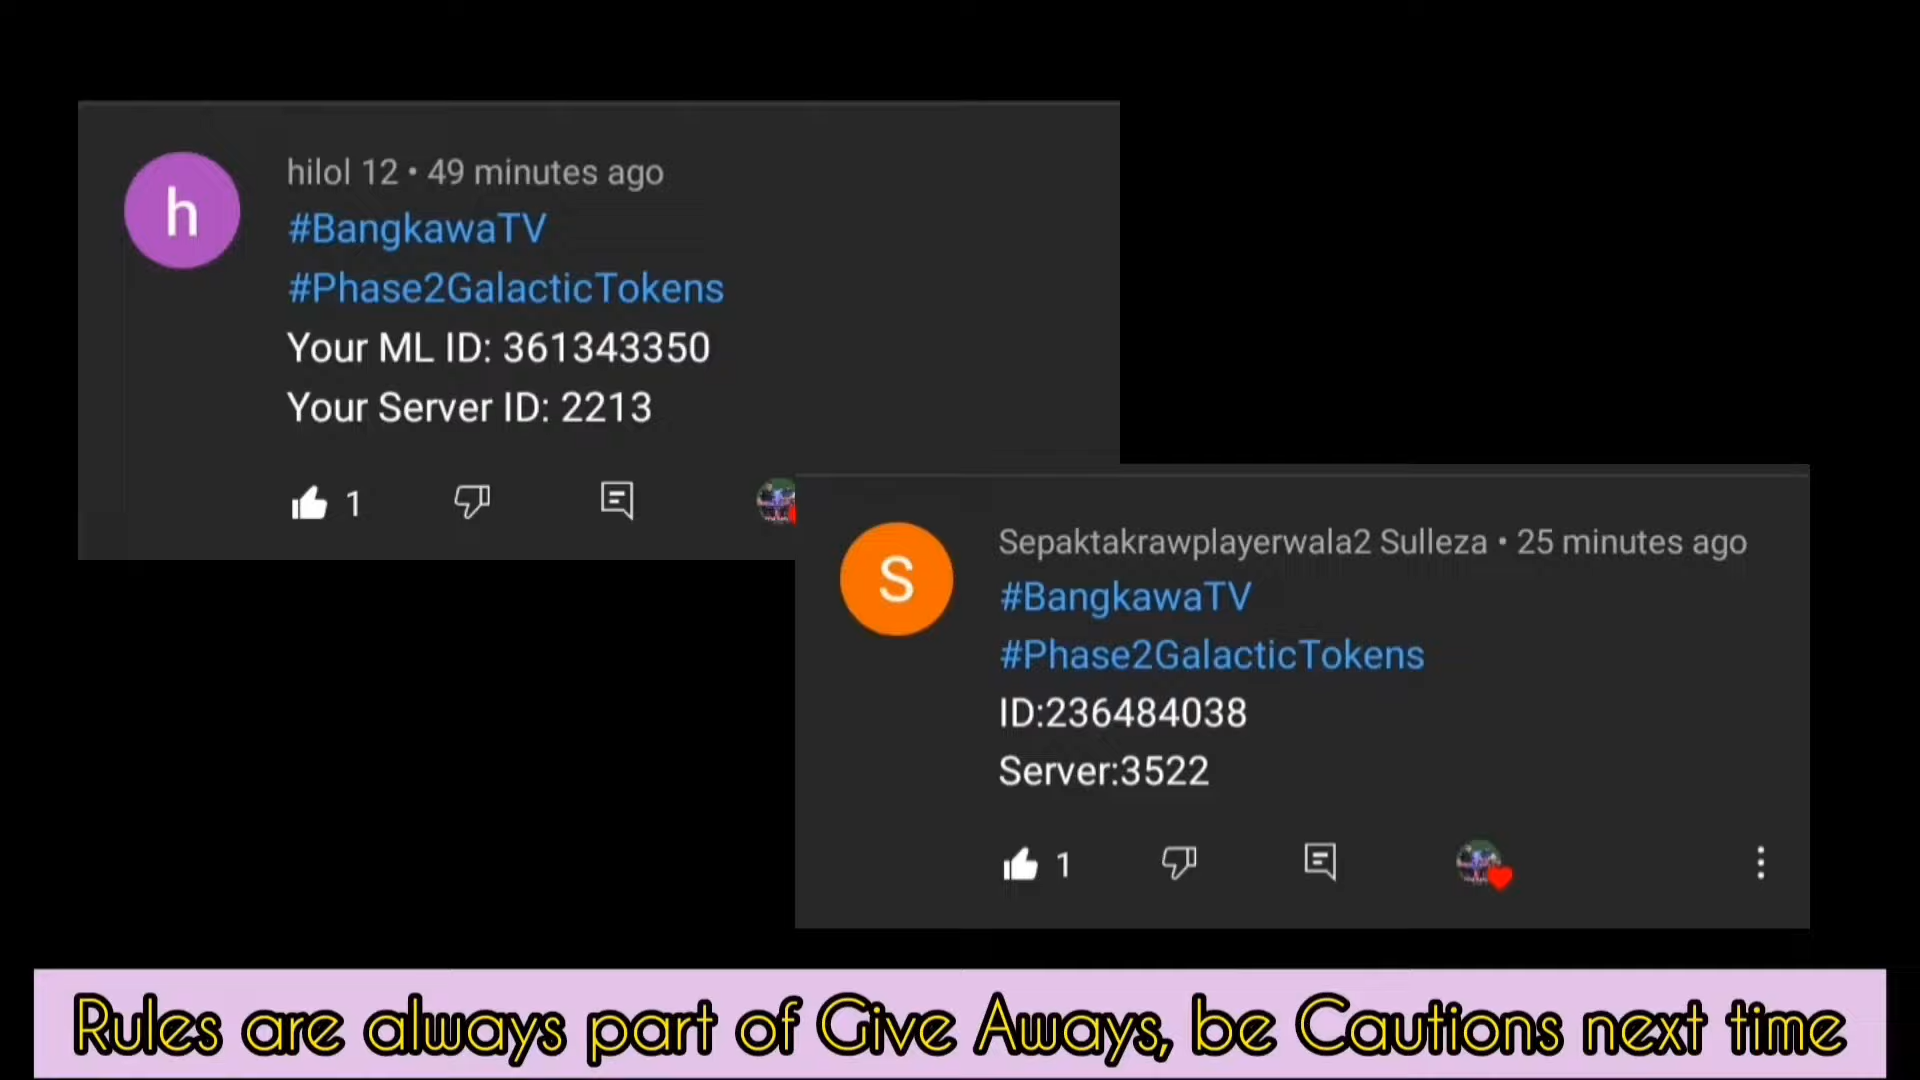 h
hilol 12 • 49 minutes ago
#BangkawaTV
#Phase2GalacticTokens
Your ML ID: 361343350
Your Server ID: 2213
1
S
Sepaktakrawplayerwala2 Sulleza • 25 minutes ago
#BangkawaTV
#Phase2GalacticTokens
ID:236484038
Server:3522
1
Rules are always part of Give Aways, be Cautions next time